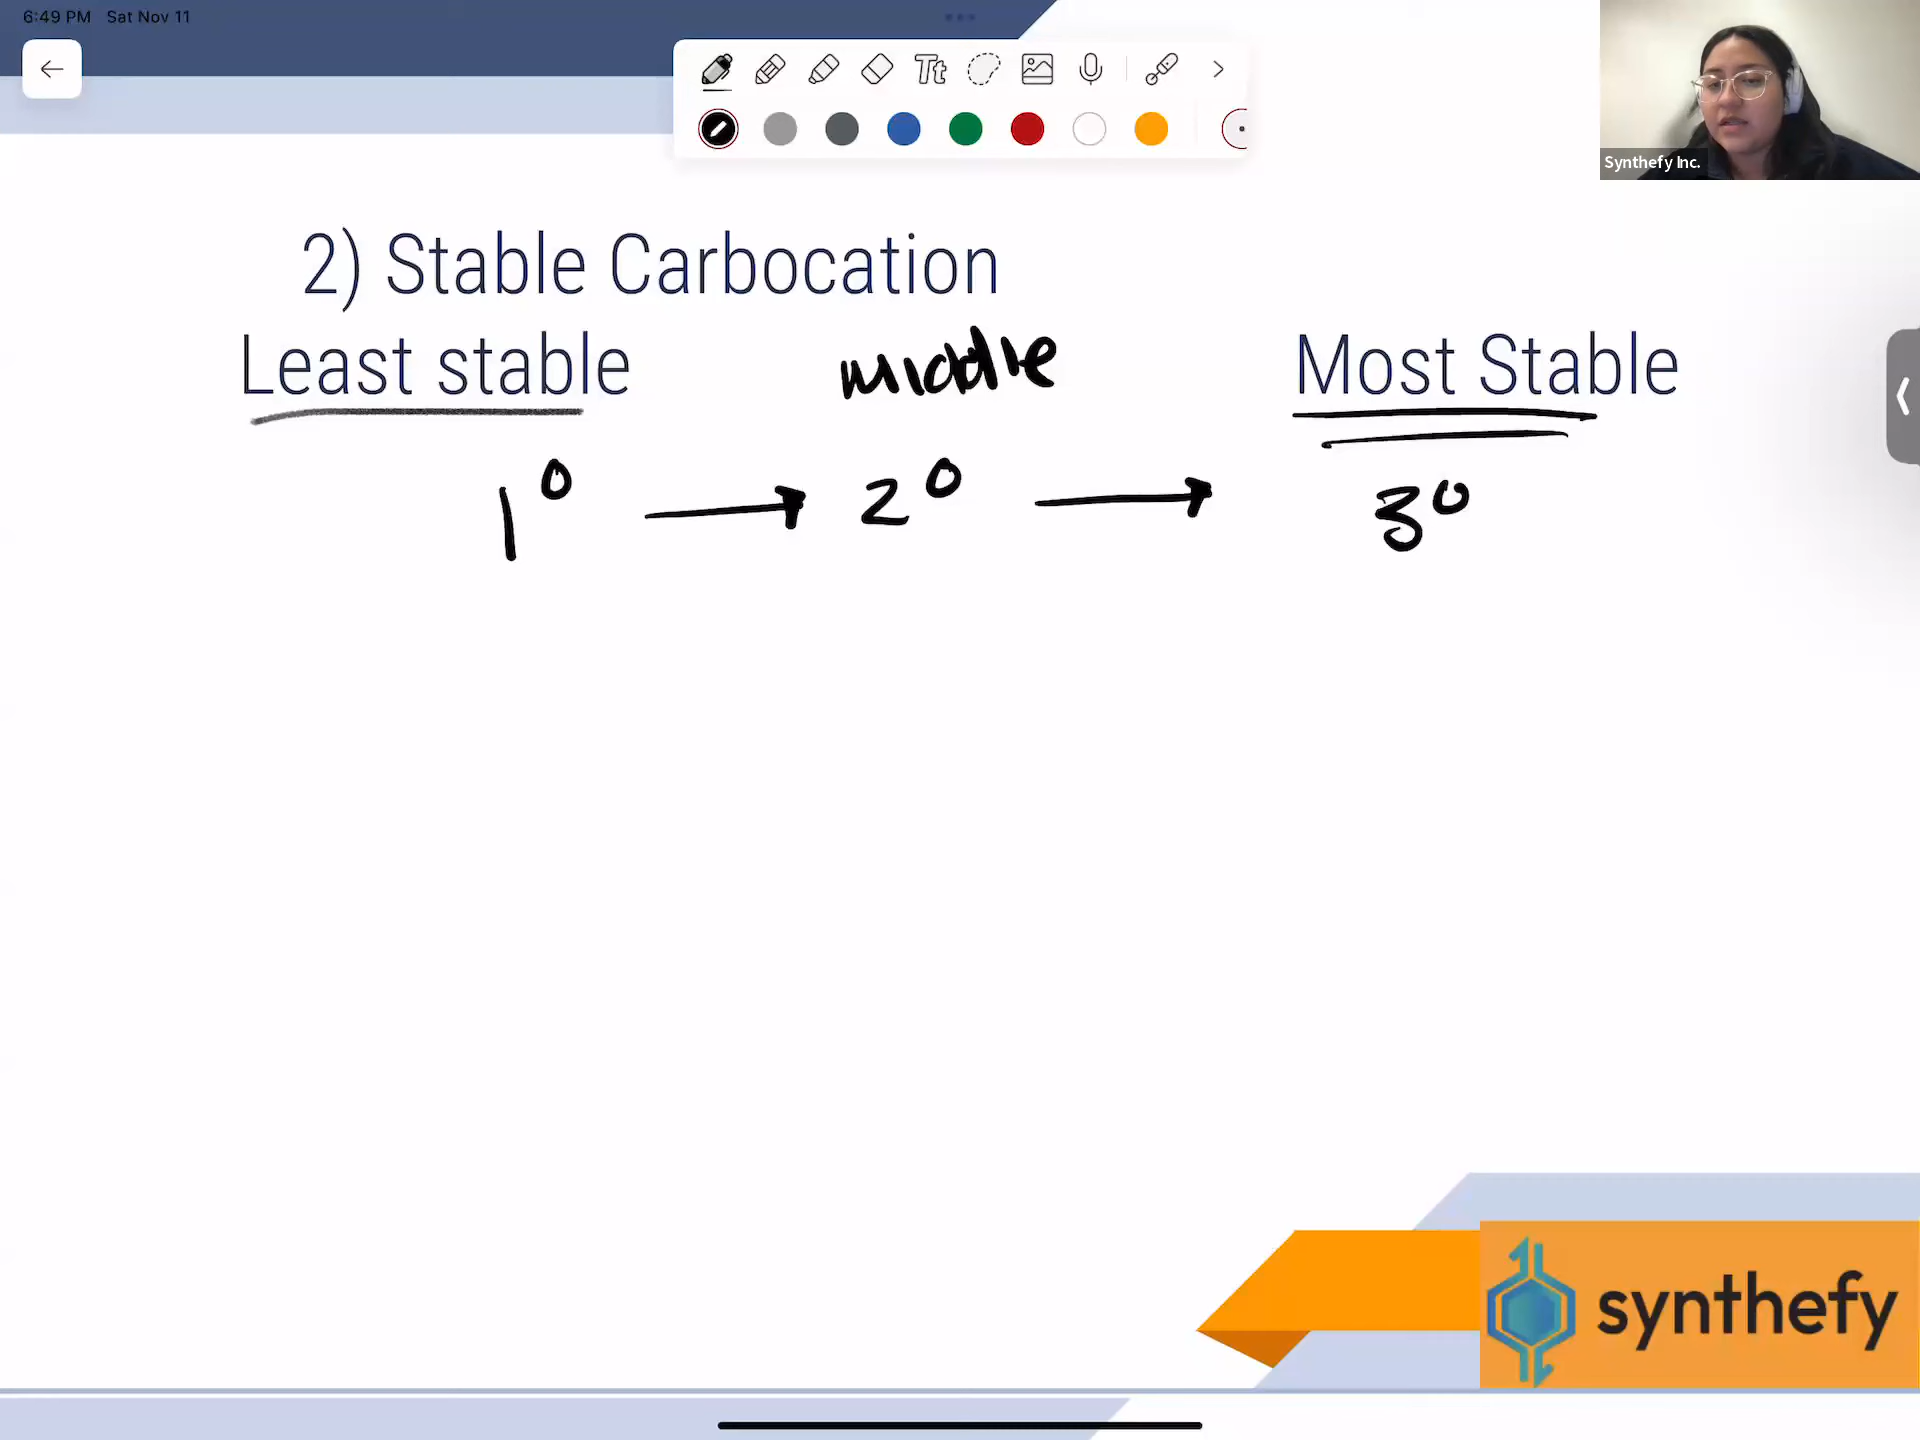 6:49 PM Sat Nov 11
Tt
Synthefy Inc.
2) Stable Carbocation
Least stable middle Most Stable
1° → 2° → 3°
synthefy